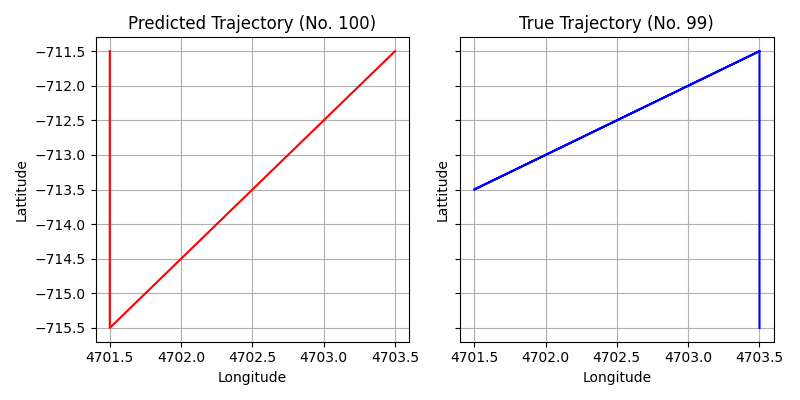 Predicted Trajectory (No. 100)
True Trajectory (No. 99)
−711.5
−712.0
−712.5
−713.0
−713.5
−714.0
−714.5
−715.0
−715.5
Lattitude
Lattitude
4701.5 4702.0 4702.5 4703.0 4703.5
4701.5 4702.0 4702.5 4703.0 4703.5
Longitude
Longitude